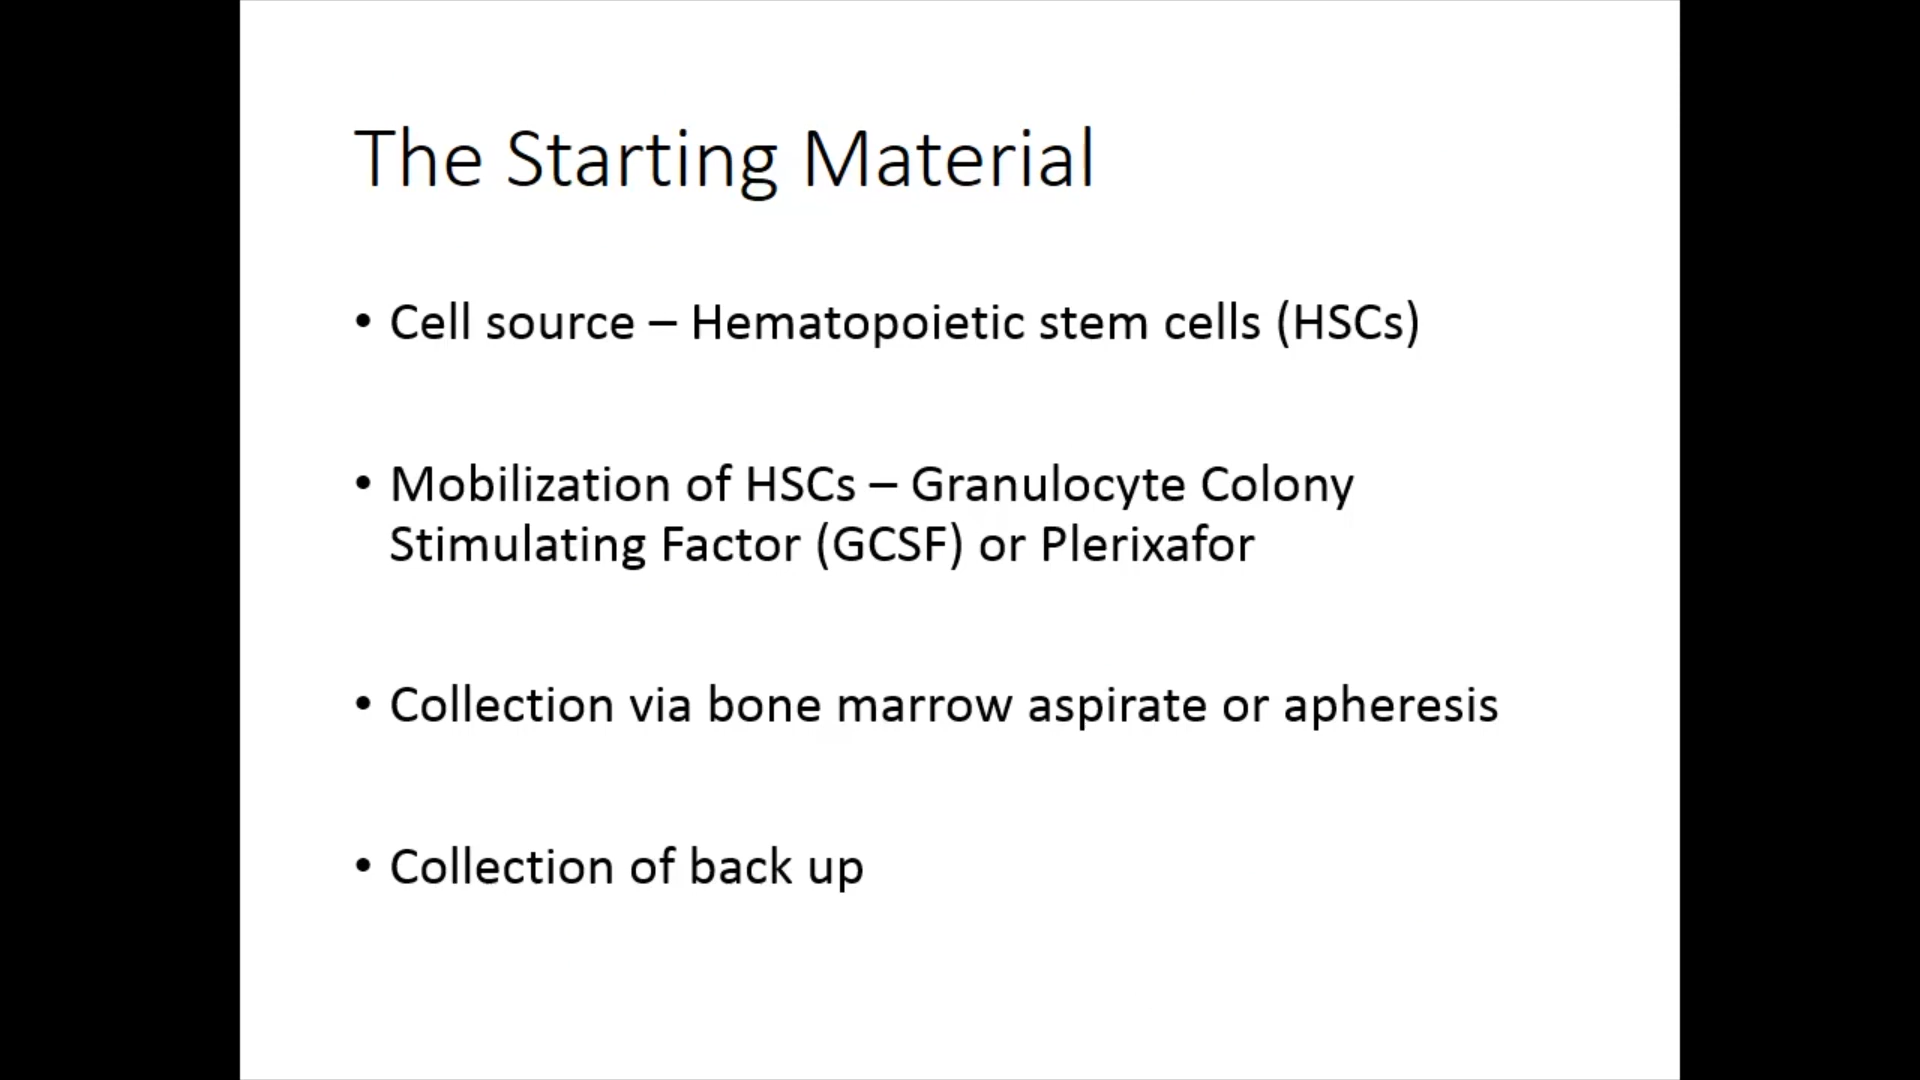 The Starting Material
• Cell source – Hematopoietic stem cells (HSCs)
• Mobilization of HSCs – Granulocyte Colony
Stimulating Factor (GCSF) or Plerixafor
• Collection via bone marrow aspirate or apheresis
• Collection of back up